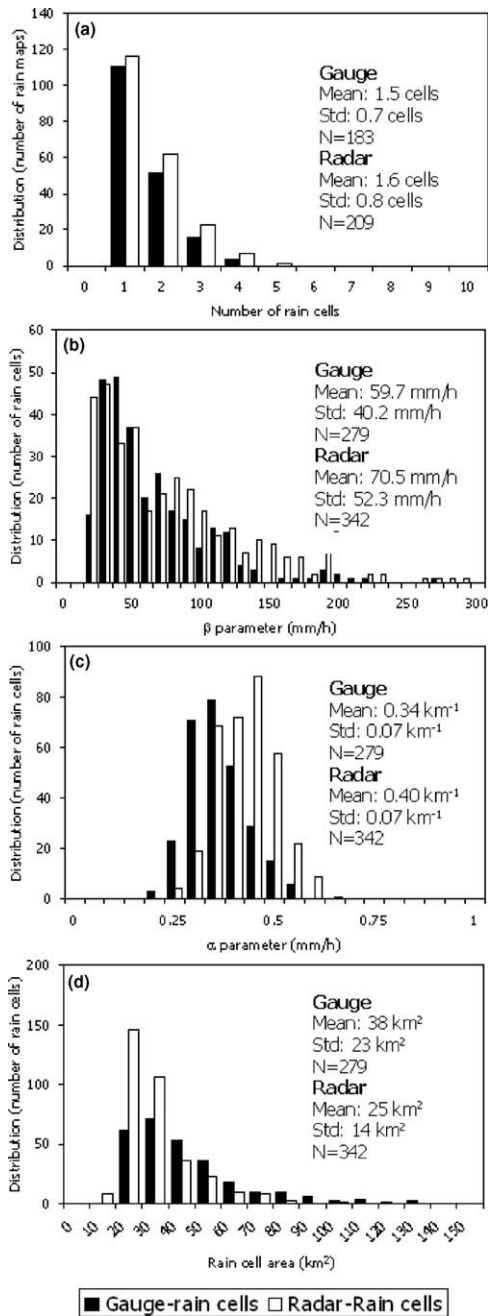 (a)
140
120
100
80
60
40
20
0
Distribution (number of rain maps)
Gauge
Mean: 1.5 cells
Std: 0.7 cells
N=183
Radar
Mean: 1.6 cells
Std: 0.8 cells
N=209
0 1 2 3 4 5 6 7 8 9 10
Number of rain cells
(b)
60
50
40
30
20
10
0
Distribution (number of rain cells)
Gauge
Mean: 59.7 mm/h
Std: 40.2 mm/h
N=279
Radar
Mean: 70.5 mm/h
Std: 52.3 mm/h
N=342
0 50 100 150 200 250 300
β parameter (mm/h)
(c)
100
80
60
40
20
0
Distribution (number of rain cells)
Gauge
Mean: 0.34 km⁻¹
Std: 0.07 km⁻¹
N=279
Radar
Mean: 0.40 km⁻¹
Std: 0.07 km⁻¹
N=342
0 0.25 0.5 0.75 1
α parameter (mm/h)
(d)
200
150
100
50
0
Distribution (number of rain cells)
Gauge
Mean: 38 km²
Std: 23 km²
N=279
Radar
Mean: 25 km²
Std: 14 km²
N=342
0 10 20 30 40 50 60 70 80 90 100 110 120 130 140 150
Rain cell area (km²)
Gauge-rain cells Radar-Rain cells